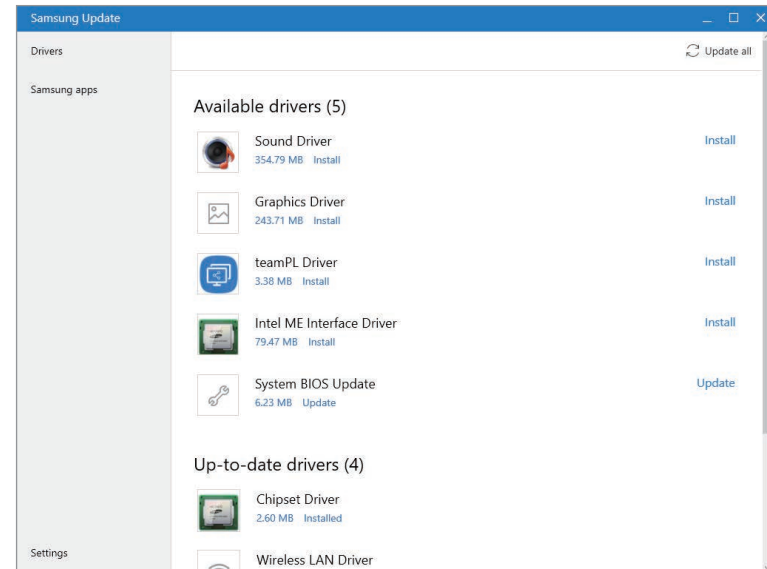 Samsung Update
Drivers
Update all
Samsung apps
Available drivers (5)
Sound Driver
354.79 MB Install
Install
Graphics Driver
243.71 MB Install
Install
teamPL Driver
3.38 MB Install
Install
Intel ME Interface Driver
79.47 MB Install
Install
System BIOS Update
6.23 MB Update
Update
Up-to-date drivers (4)
Chipset Driver
2.60 MB Installed
Settings
Wireless LAN Driver